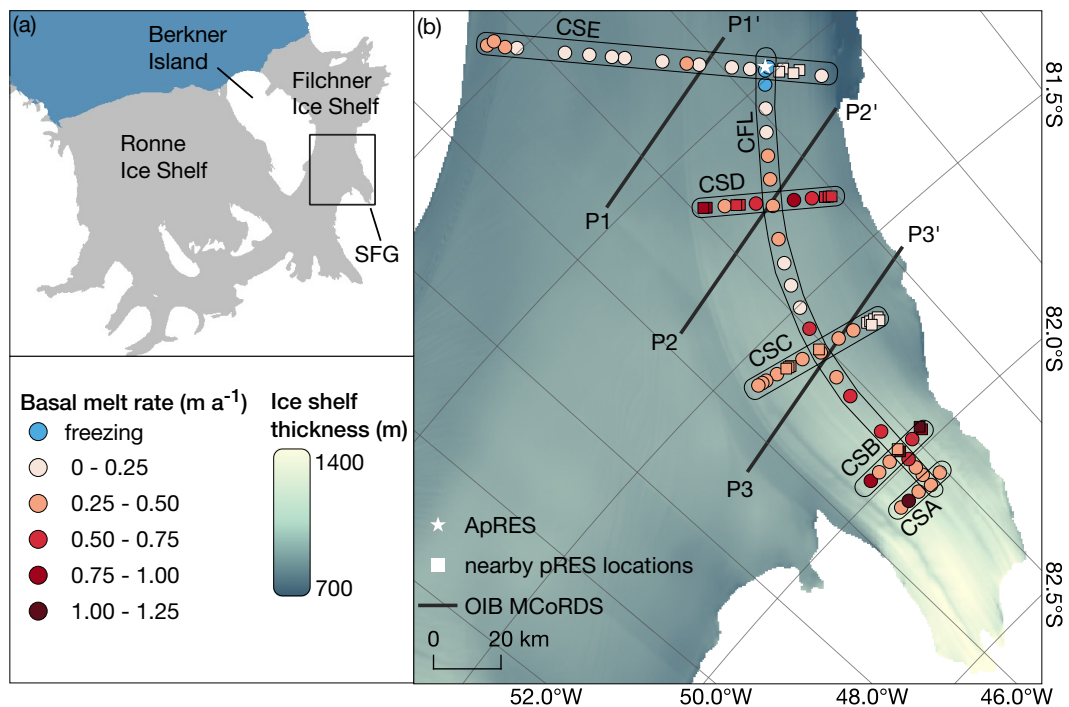 (a)
Berkner
Island
Filchner
Ice Shelf
Ronne
Ice Shelf
SFG
Basal melt rate (m a⁻¹)
freezing
0 - 0.25
0.25 - 0.50
0.50 - 0.75
0.75 - 1.00
1.00 - 1.25
Ice shelf
thickness (m)
1400
700
(b)
CSE
P1'
P2'
CFL
CSD
P1
P3'
P2
CSC
CSB
P3
CSA
ApRES
nearby pRES locations
OIB MCoRDS
0 20 km
81.5°S
82.0°S
82.5°S
52.0°W 50.0°W 48.0°W 46.0°W